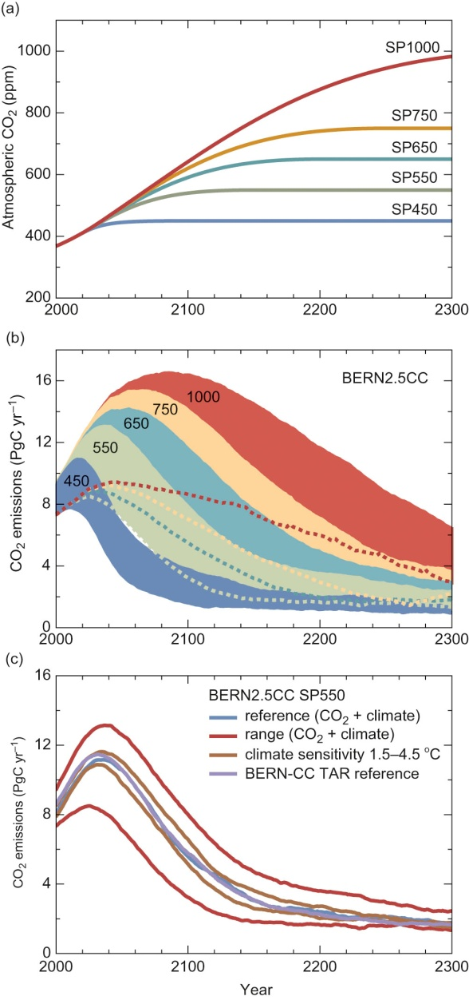 (a)
1000
800
600
400
200
Atmospheric CO₂ (ppm)
SP1000
SP750
SP650
SP550
SP450
2000 2100 2200 2300
(b)
16
12
8
4
0
CO₂ emissions (PgC yr⁻¹)
BERN2.5CC
1000
750
650
550
450
2000 2100 2200 2300
(c)
16
12
8
4
0
CO₂ emissions (PgC yr⁻¹)
BERN2.5CC SP550
reference (CO₂ + climate)
range (CO₂ + climate)
climate sensitivity 1.5–4.5 °C
BERN-CC TAR reference
2000 2100 2200 2300
Year